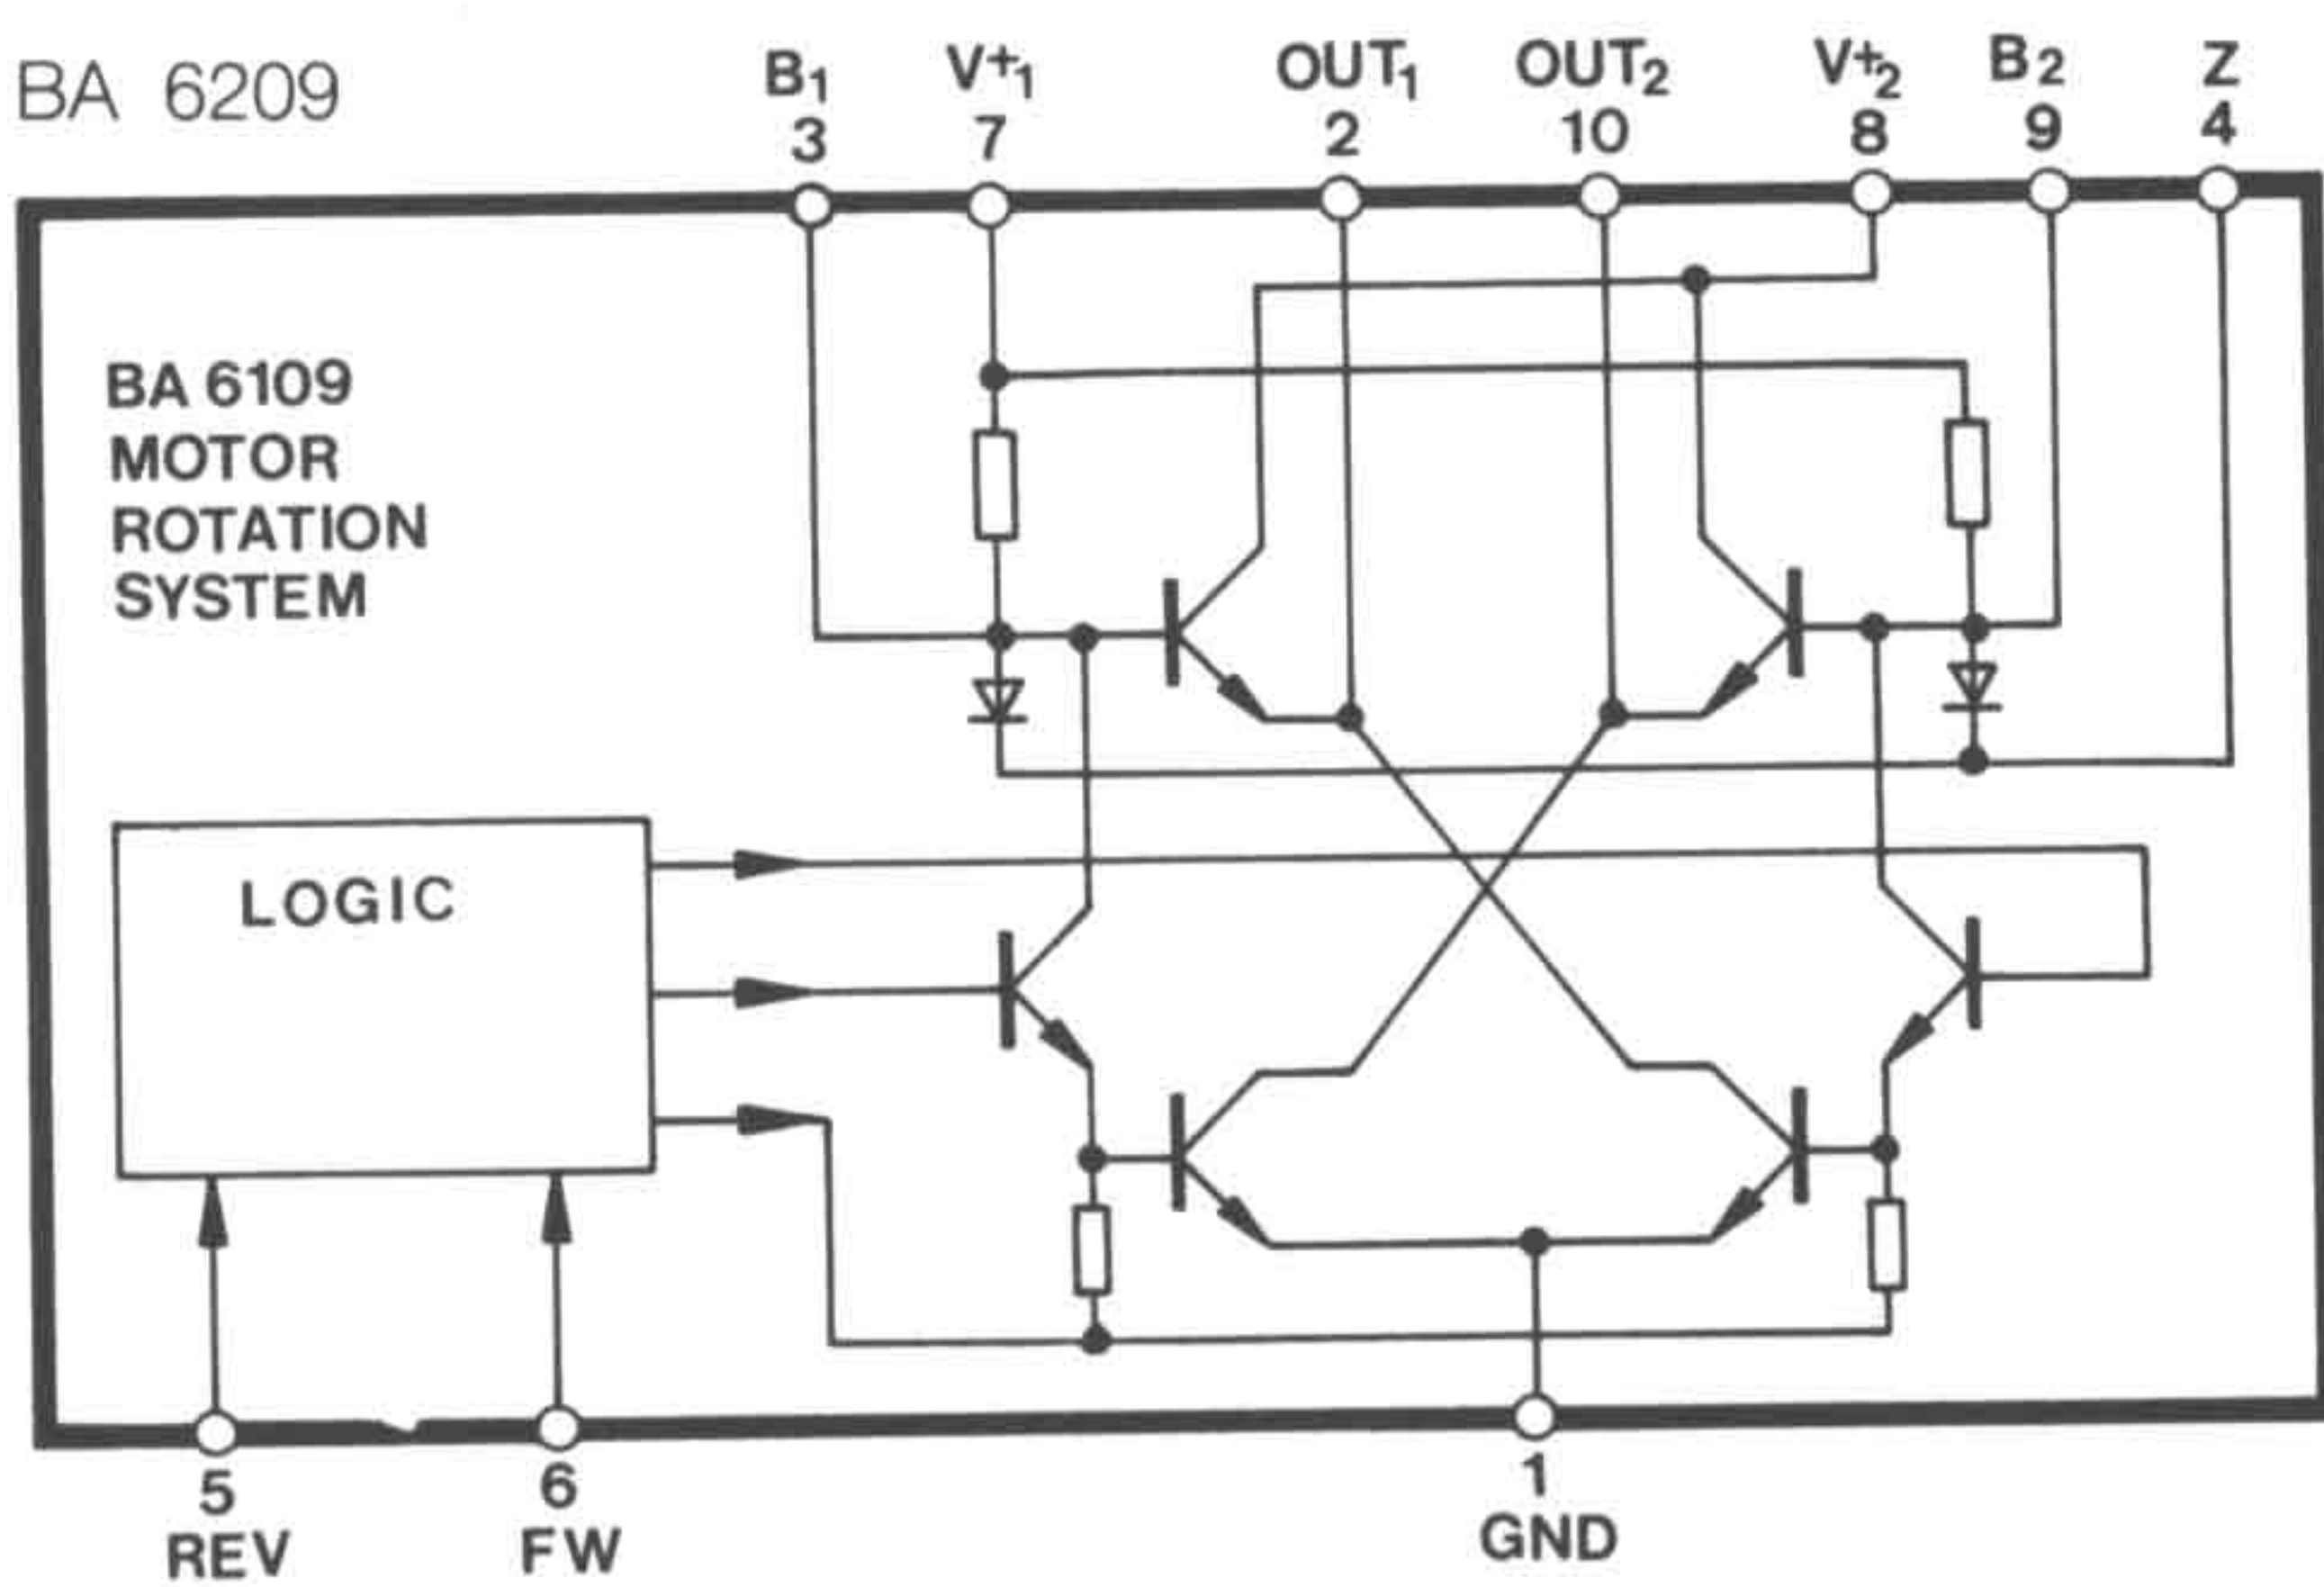 BA 6209
B1 V+1 OUT1 OUT2 V+2 B2 Z
3 7 2 10 8 9 4
BA 6109
MOTOR
ROTATION
SYSTEM
LOGIC
5 6 1
REV FW GND